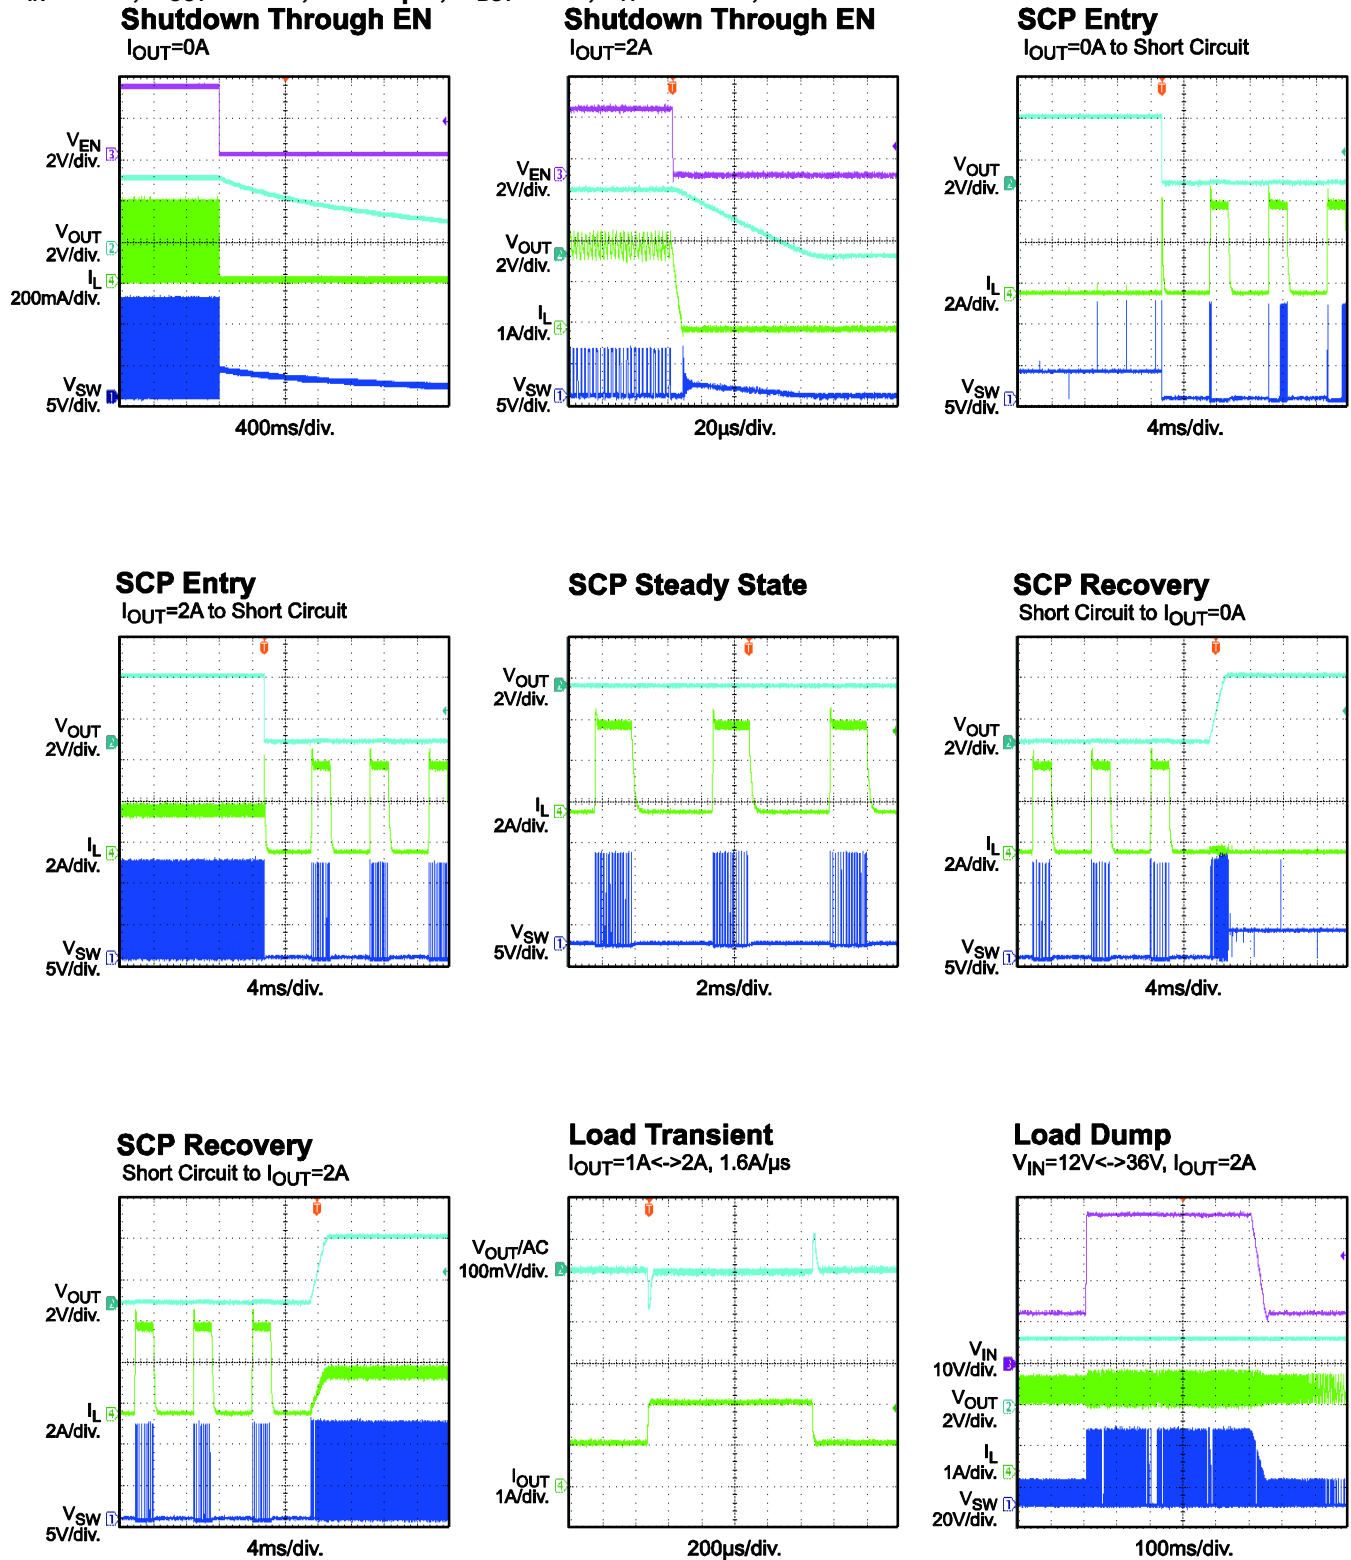 Shutdown Through EN
IOUT=0A
VEN
2V/div.
VOUT
2V/div.
IL
200mA/div.
VSW
5V/div.
400ms/div.
Shutdown Through EN
IOUT=2A
VEN
2V/div.
VOUT
2V/div.
IL
1A/div.
VSW
5V/div.
20µs/div.
SCP Entry
IOUT=0A to Short Circuit
VOUT
2V/div.
IL
2A/div.
VSW
5V/div.
4ms/div.
SCP Entry
IOUT=2A to Short Circuit
VOUT
2V/div.
IL
2A/div.
VSW
5V/div.
4ms/div.
SCP Steady State
VOUT
2V/div.
IL
2A/div.
VSW
5V/div.
2ms/div.
SCP Recovery
Short Circuit to IOUT=0A
VOUT
2V/div.
IL
2A/div.
VSW
5V/div.
4ms/div.
SCP Recovery
Short Circuit to IOUT=2A
VOUT
2V/div.
IL
2A/div.
VSW
5V/div.
4ms/div.
Load Transient
IOUT=1A<->2A, 1.6A/µs
VOUT/AC
100mV/div.
IOUT
1A/div.
200µs/div.
Load Dump
VIN=12V<->36V, IOUT=2A
VIN
10V/div.
VOUT
2V/div.
IL
1A/div.
VSW
20V/div.
100ms/div.